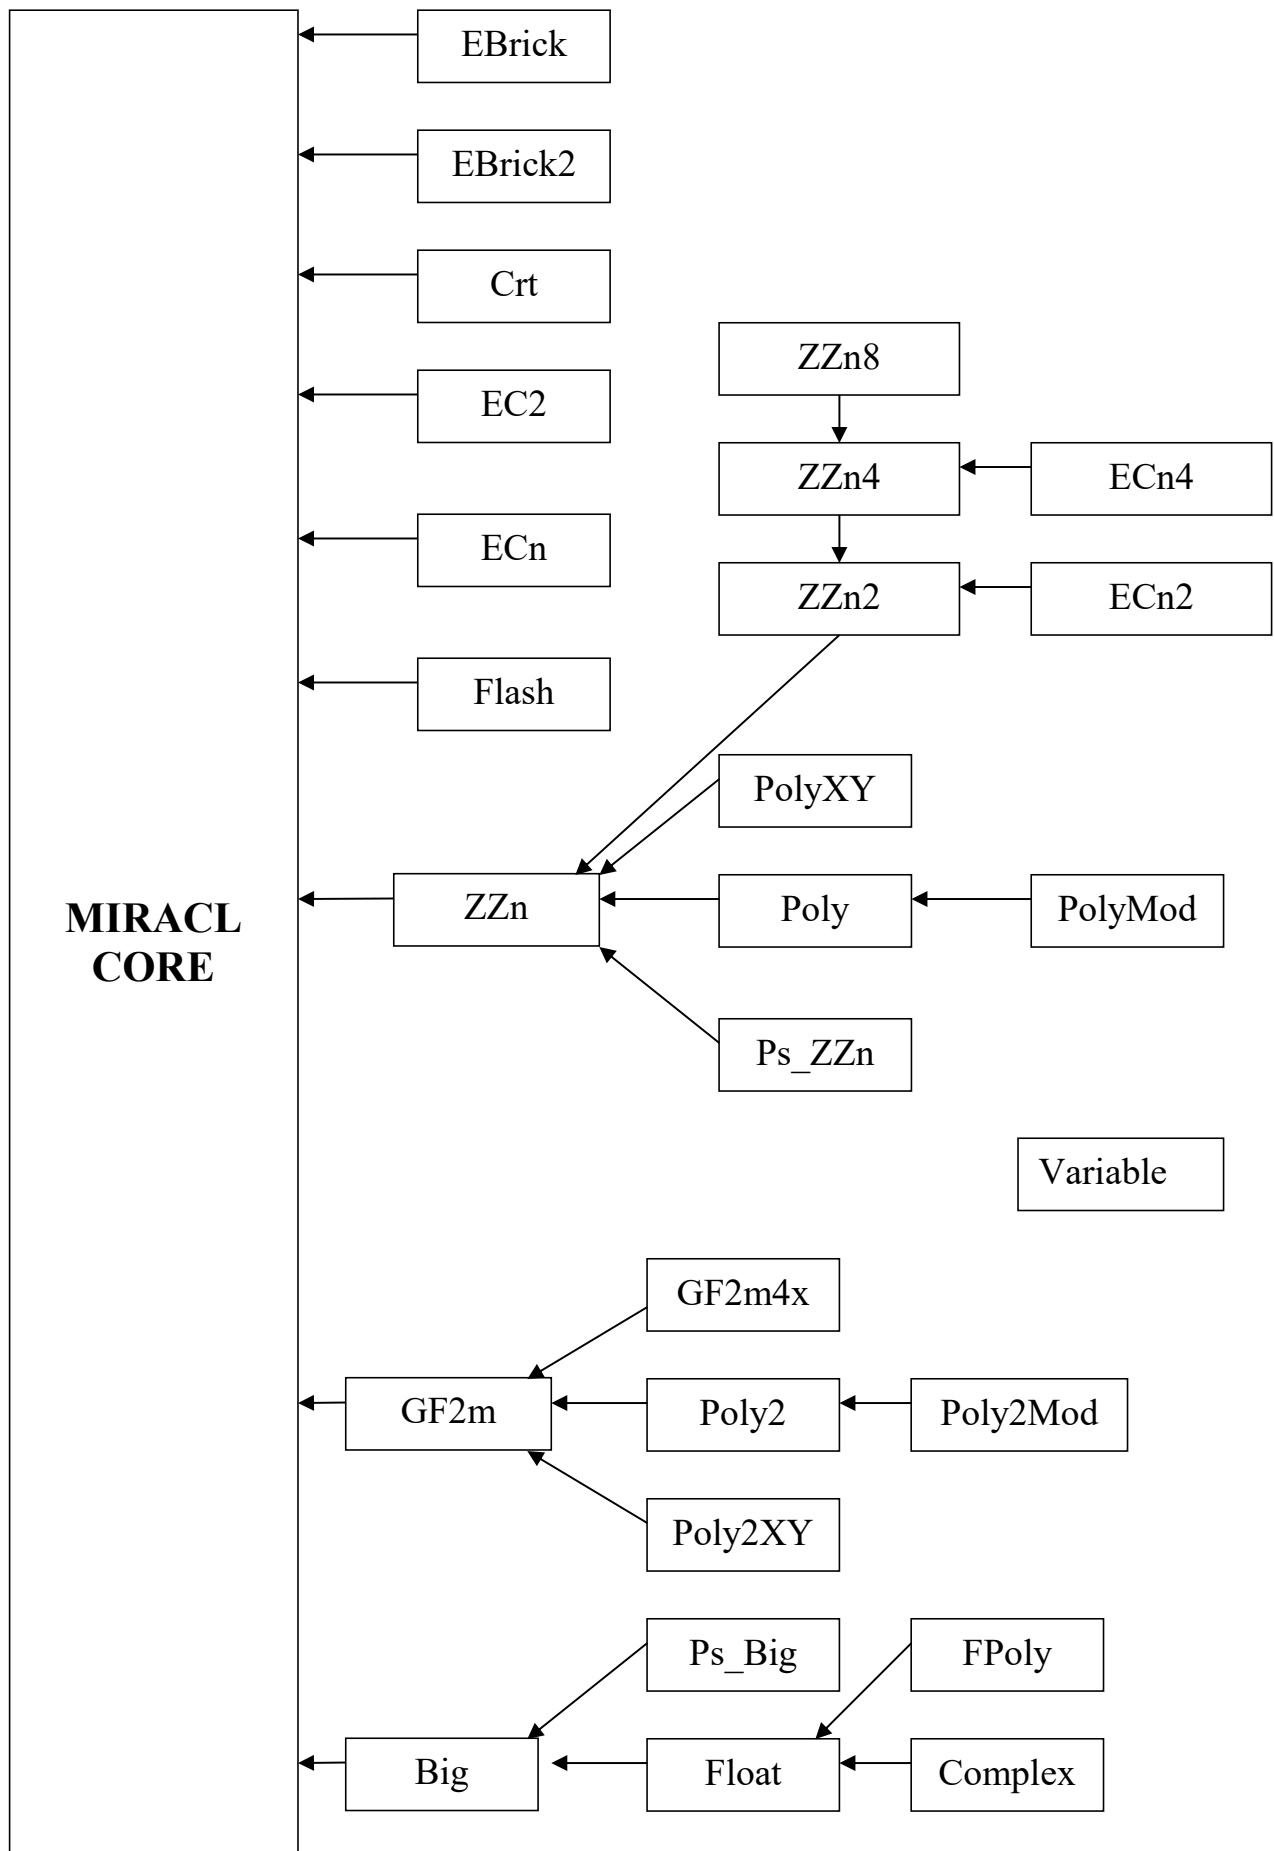 EBrick
EBrick2
Crt
ZZn8
EC2
ZZn4
ECn4
ECn
ZZn2
ECn2
Flash
PolyXY
MIRACL
CORE
ZZn
Poly
PolyMod
Ps_ZZn
Variable
GF2m4x
GF2m
Poly2
Poly2Mod
Poly2XY
Ps_Big
FPoly
Big
Float
Complex